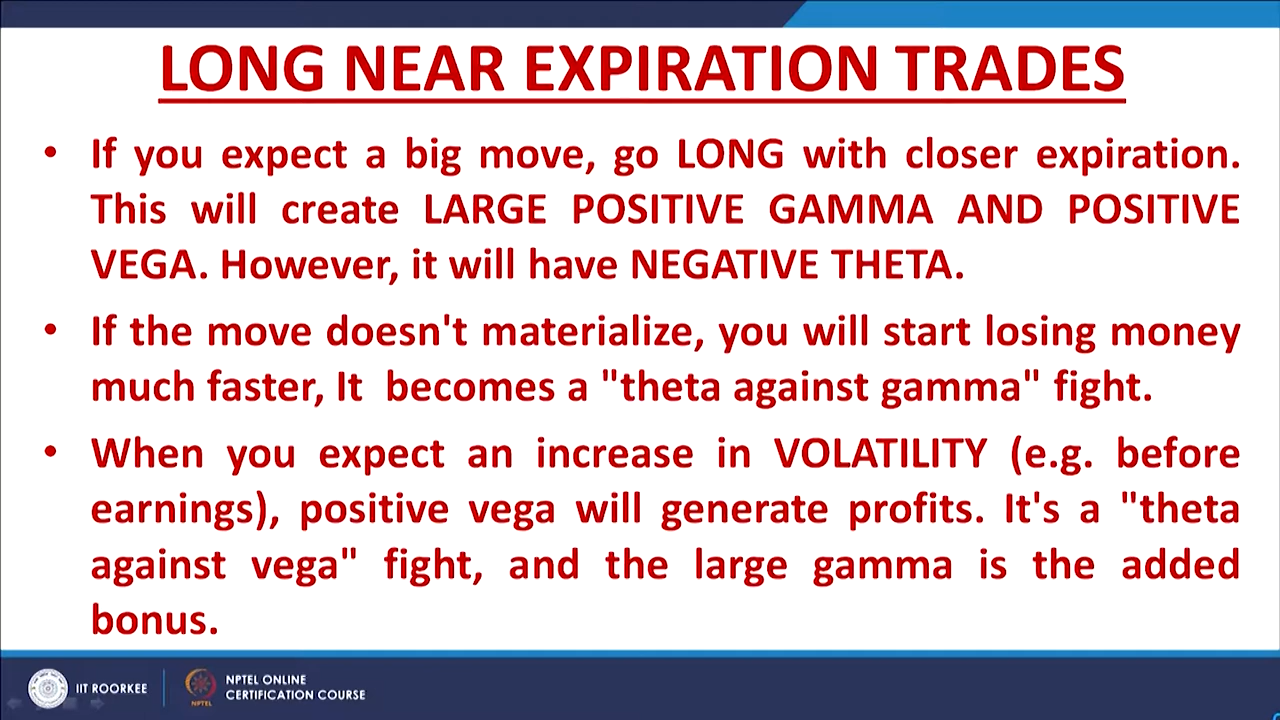 LONG NEAR EXPIRATION TRADES
• If you expect a big move, go LONG with closer expiration.
This will create LARGE POSITIVE GAMMA AND POSITIVE
VEGA. However, it will have NEGATIVE THETA.
• If the move doesn't materialize, you will start losing money
much faster, It becomes a "theta against gamma" fight.
• When you expect an increase in VOLATILITY (e.g. before
earnings), positive vega will generate profits. It's a "theta
against vega" fight, and the large gamma is the added
bonus.
IIT ROORKEE
NPTEL
NPTEL ONLINE
CERTIFICATION COURSE